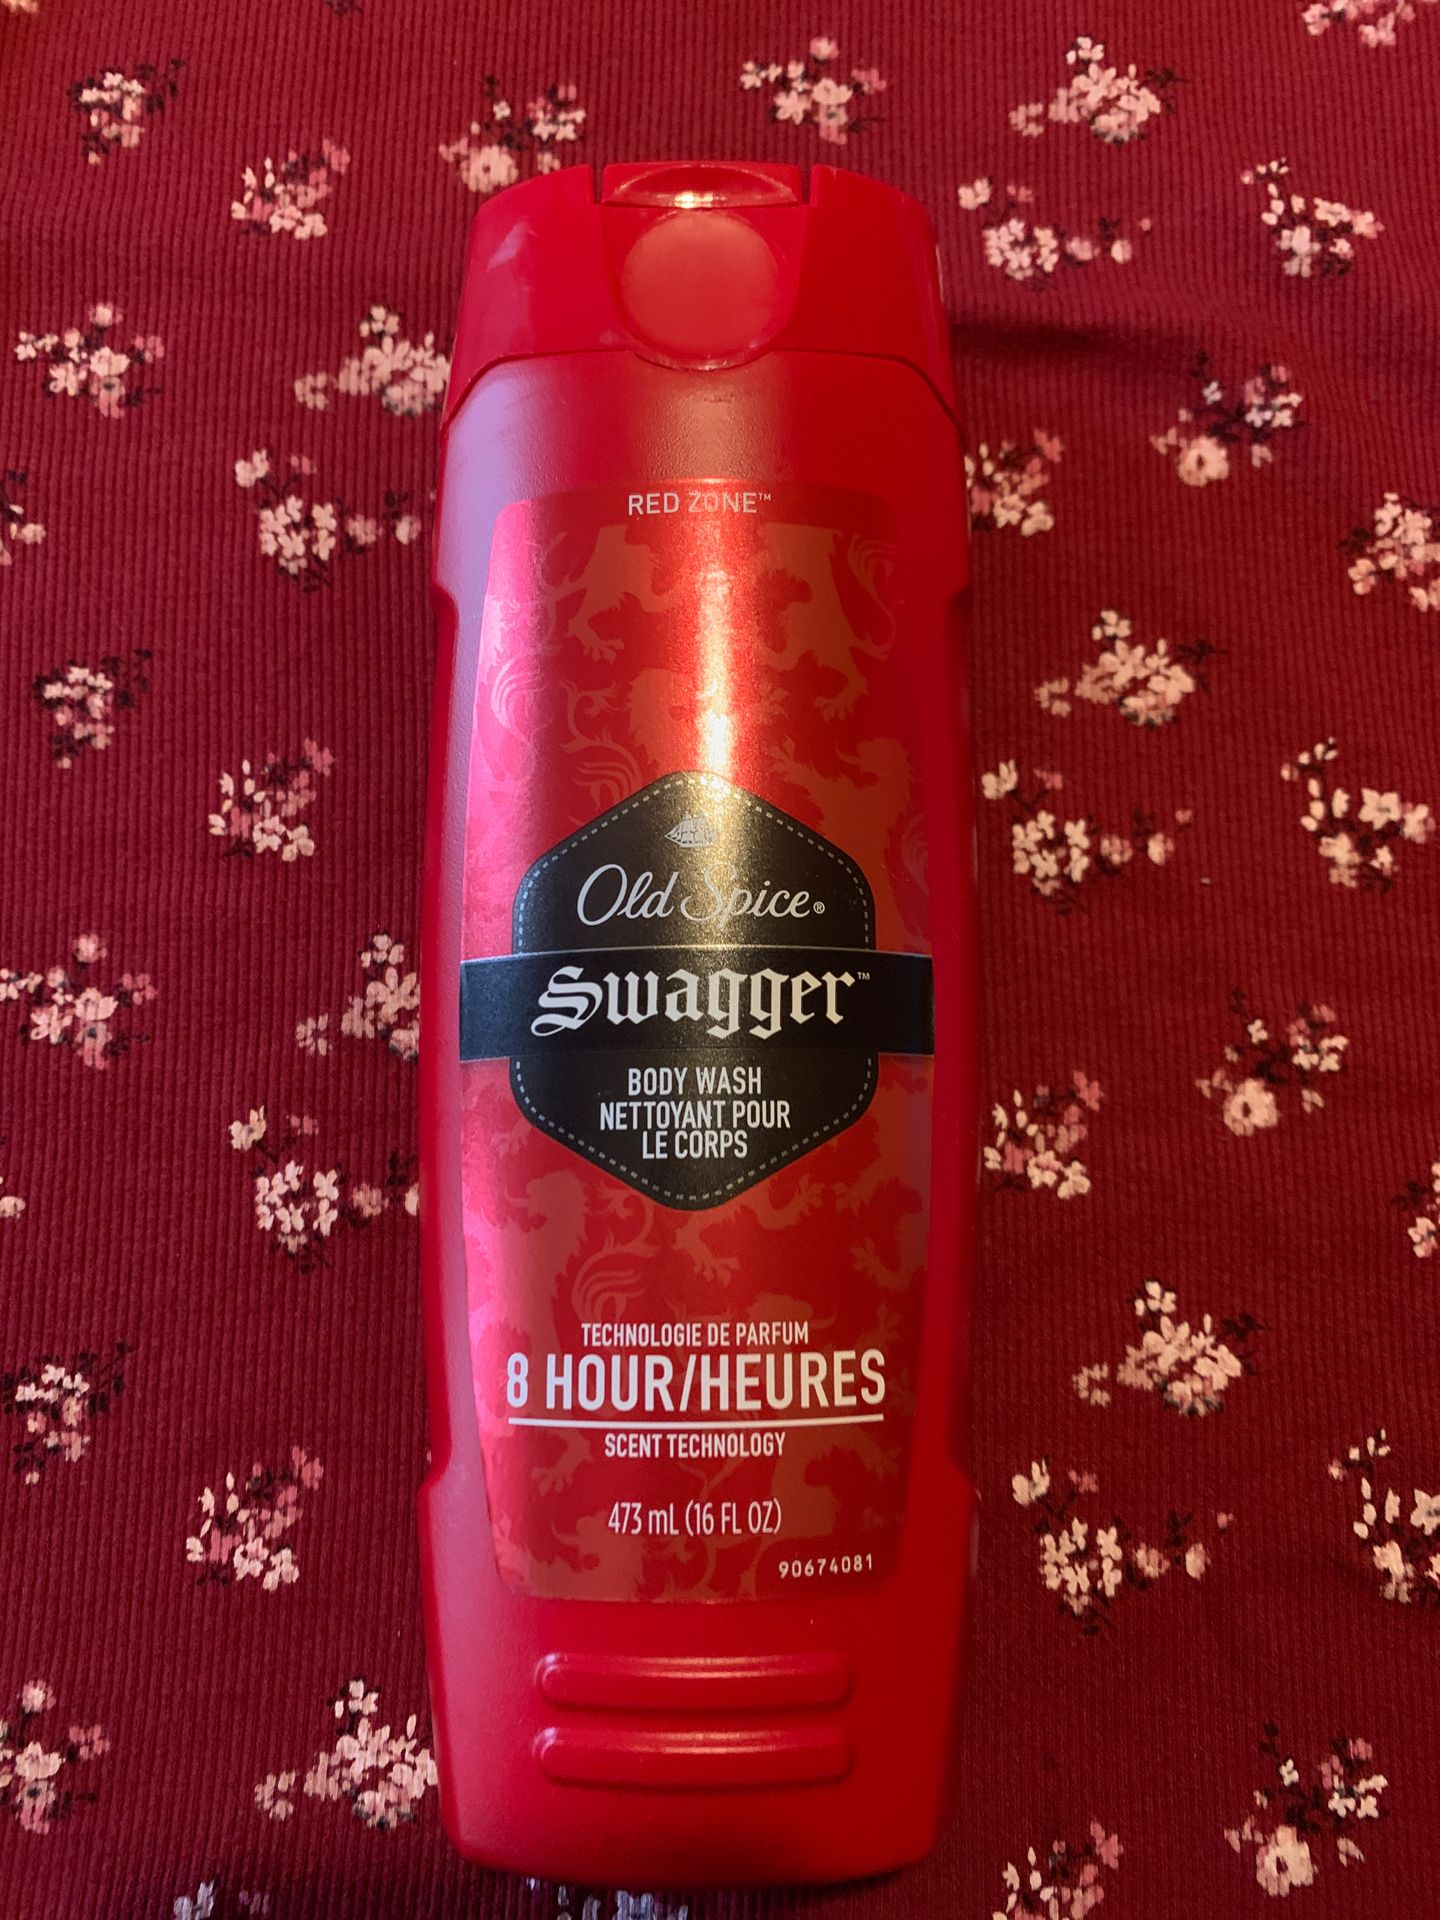 RED ZONE™
Old Spice®
Swagger™
BODY WASH
NETTOYANT POUR
LE CORPS
TECHNOLOGIE DE PARFUM
8 HOUR/HEURES
SCENT TECHNOLOGY
473 mL (16 FL OZ)
90674081